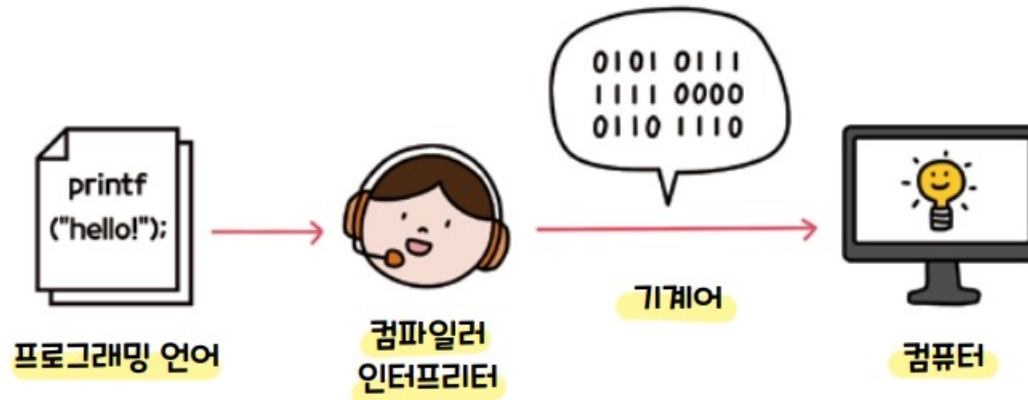 printf
("hello!");
프로그래밍 언어
컴파일러
인터프리터
0101 0111
1111 0000
0110 1110
기계어
컴퓨터